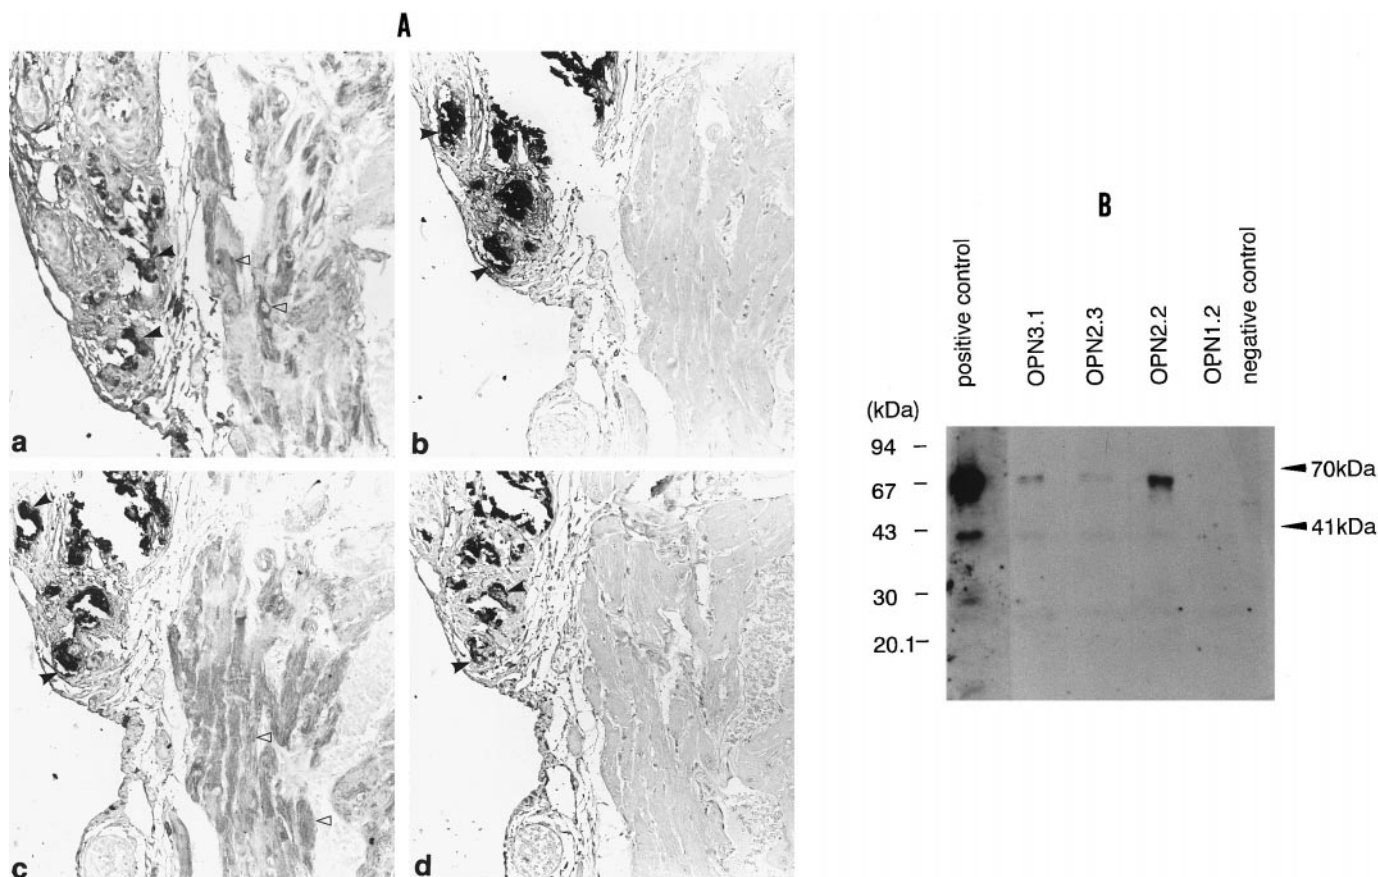 A
a
b
c
d
B
positive control
OPN3.1
OPN2.3
OPN2.2
OPN1.2
negative control
(kDa)
94
67
43
30
20.1
70kDa
41kDa